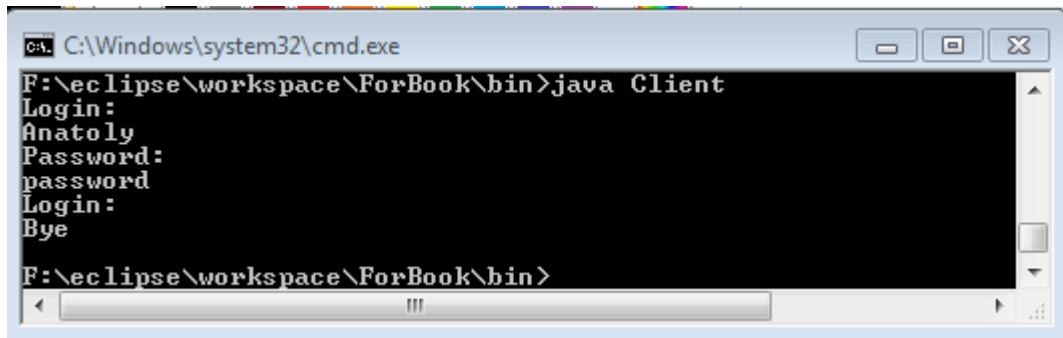 C:\Windows\system32\cmd.exe
F:\eclipse\workspace\ForBook\bin>java Client
Login:
Anatoly
Password:
password
Login:
Bye
F:\eclipse\workspace\ForBook\bin>